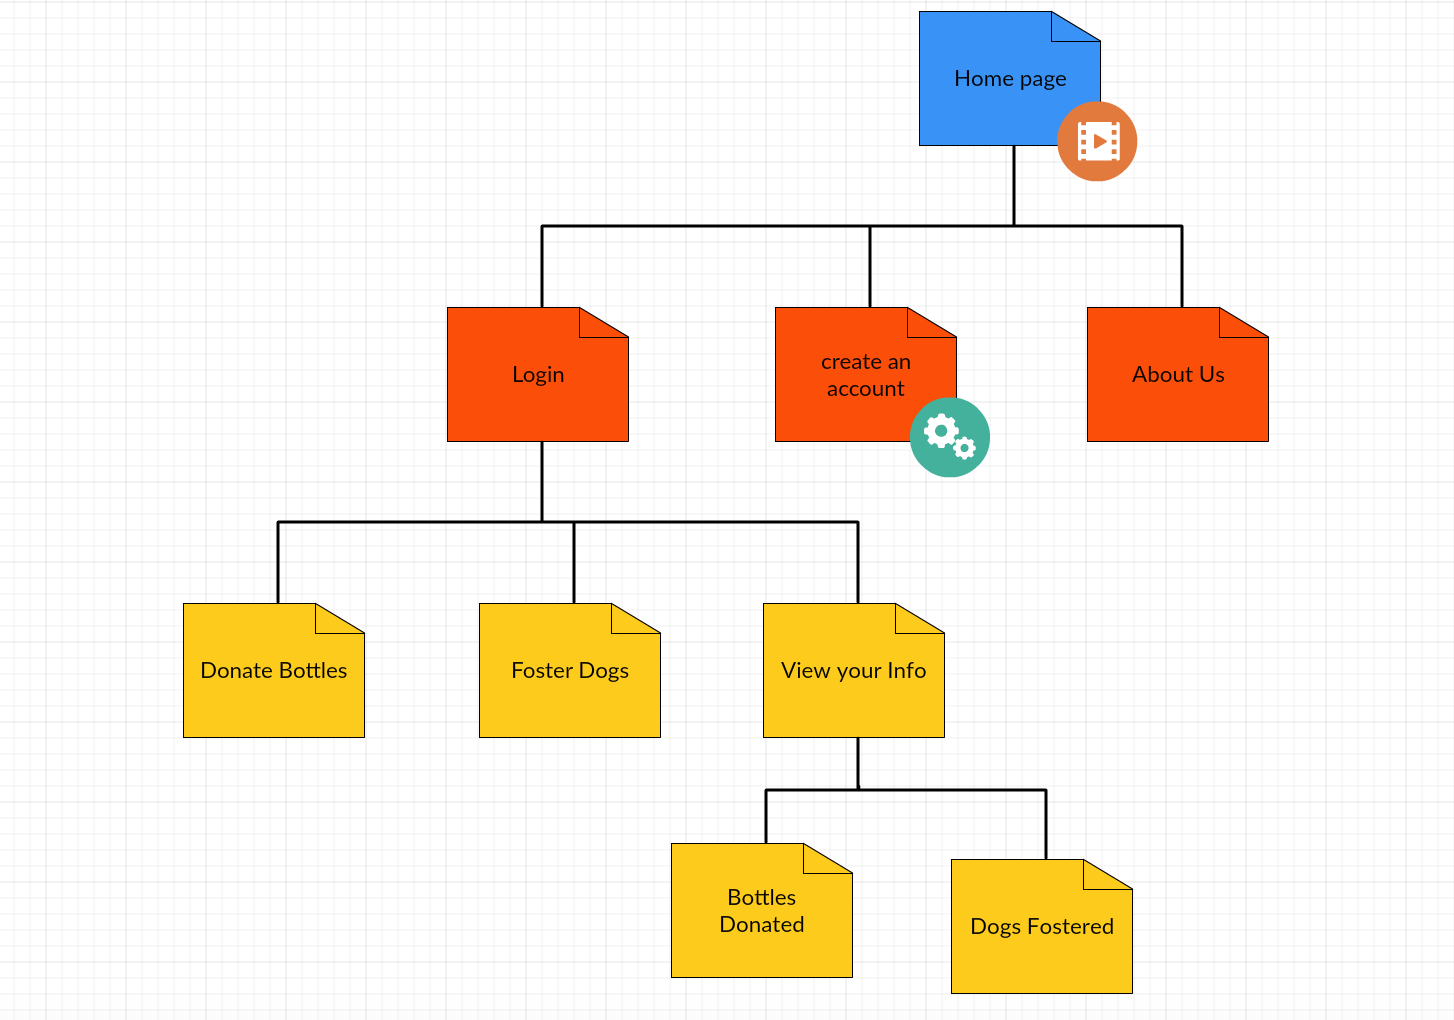 Home page
Login
create an
account
About Us
Donate Bottles
Foster Dogs
View your Info
Bottles
Donated
Dogs Fostered